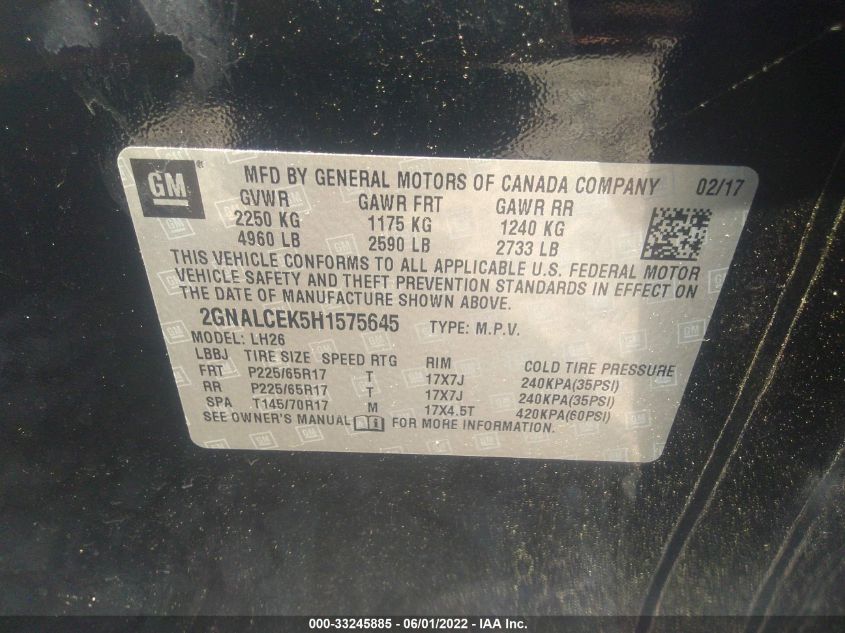 GM ® MFD BY GENERAL MOTORS OF CANADA COMPANY 02/17
GVWR GAWR FRT GAWR RR
2250 KG 1175 KG 1240 KG
4960 LB 2590 LB 2733 LB
THIS VEHICLE CONFORMS TO ALL APPLICABLE U.S. FEDERAL MOTOR
VEHICLE SAFETY AND THEFT PREVENTION STANDARDS IN EFFECT ON
THE DATE OF MANUFACTURE SHOWN ABOVE.
2GNALCEK5H1575645 TYPE: M.P.V.
MODEL: LH26
LBBJ TIRE SIZE SPEED RTG RIM COLD TIRE PRESSURE
FRT P225/65R17 T 17X7J 240KPA(35PSI)
RR P225/65R17 T 17X7J 240KPA(35PSI)
SPA T145/70R17 M 17X4.5T 420KPA(60PSI)
SEE OWNER'S MANUAL FOR MORE INFORMATION.
000-33245885 - 06/01/2022 - IAA Inc.